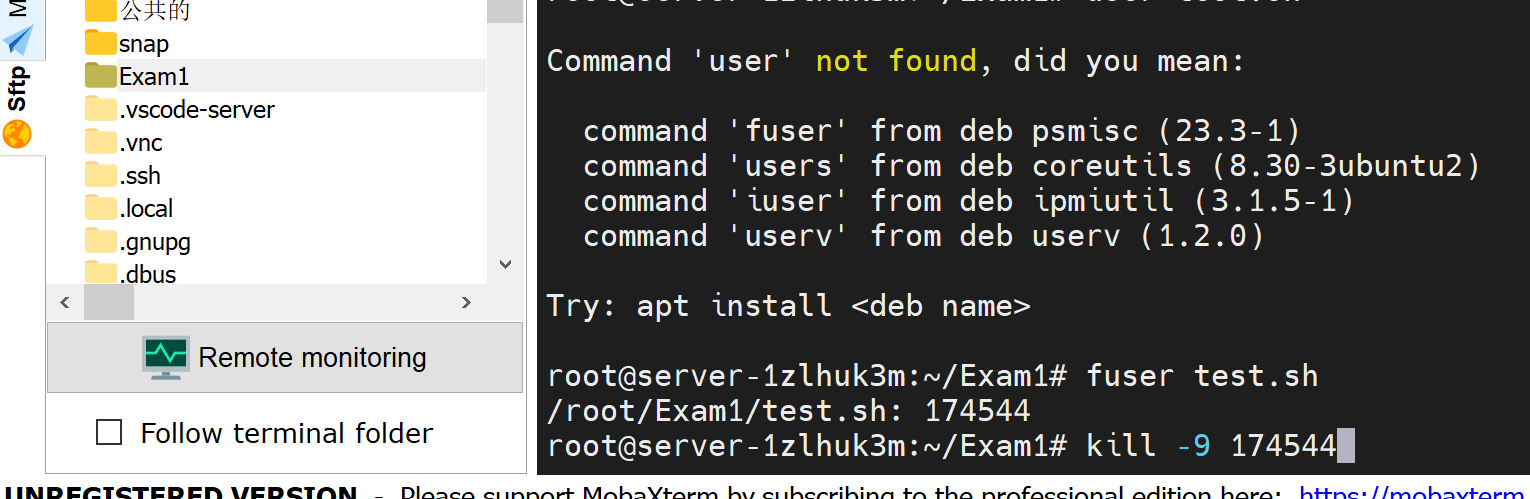 公共的
snap
Exam1
.vscode-server
.vnc
.ssh
.local
.gnupg
.dbus
Sftp
M
Remote monitoring
Follow terminal folder
Command 'user' not found, did you mean:
command 'fuser' from deb psmisc (23.3-1)
command 'users' from deb coreutils (8.30-3ubuntu2)
command 'iuser' from deb ipmiutil (3.1.5-1)
command 'userv' from deb userv (1.2.0)
Try: apt install <deb name>
root@server-1zlhuk3m:~/Exam1# fuser test.sh
/root/Exam1/test.sh: 174544
root@server-1zlhuk3m:~/Exam1# kill -9 174544
UNREGISTERED VERSION - Please support MobaXterm by subscribing to the professional edition here: https://mobaxterm